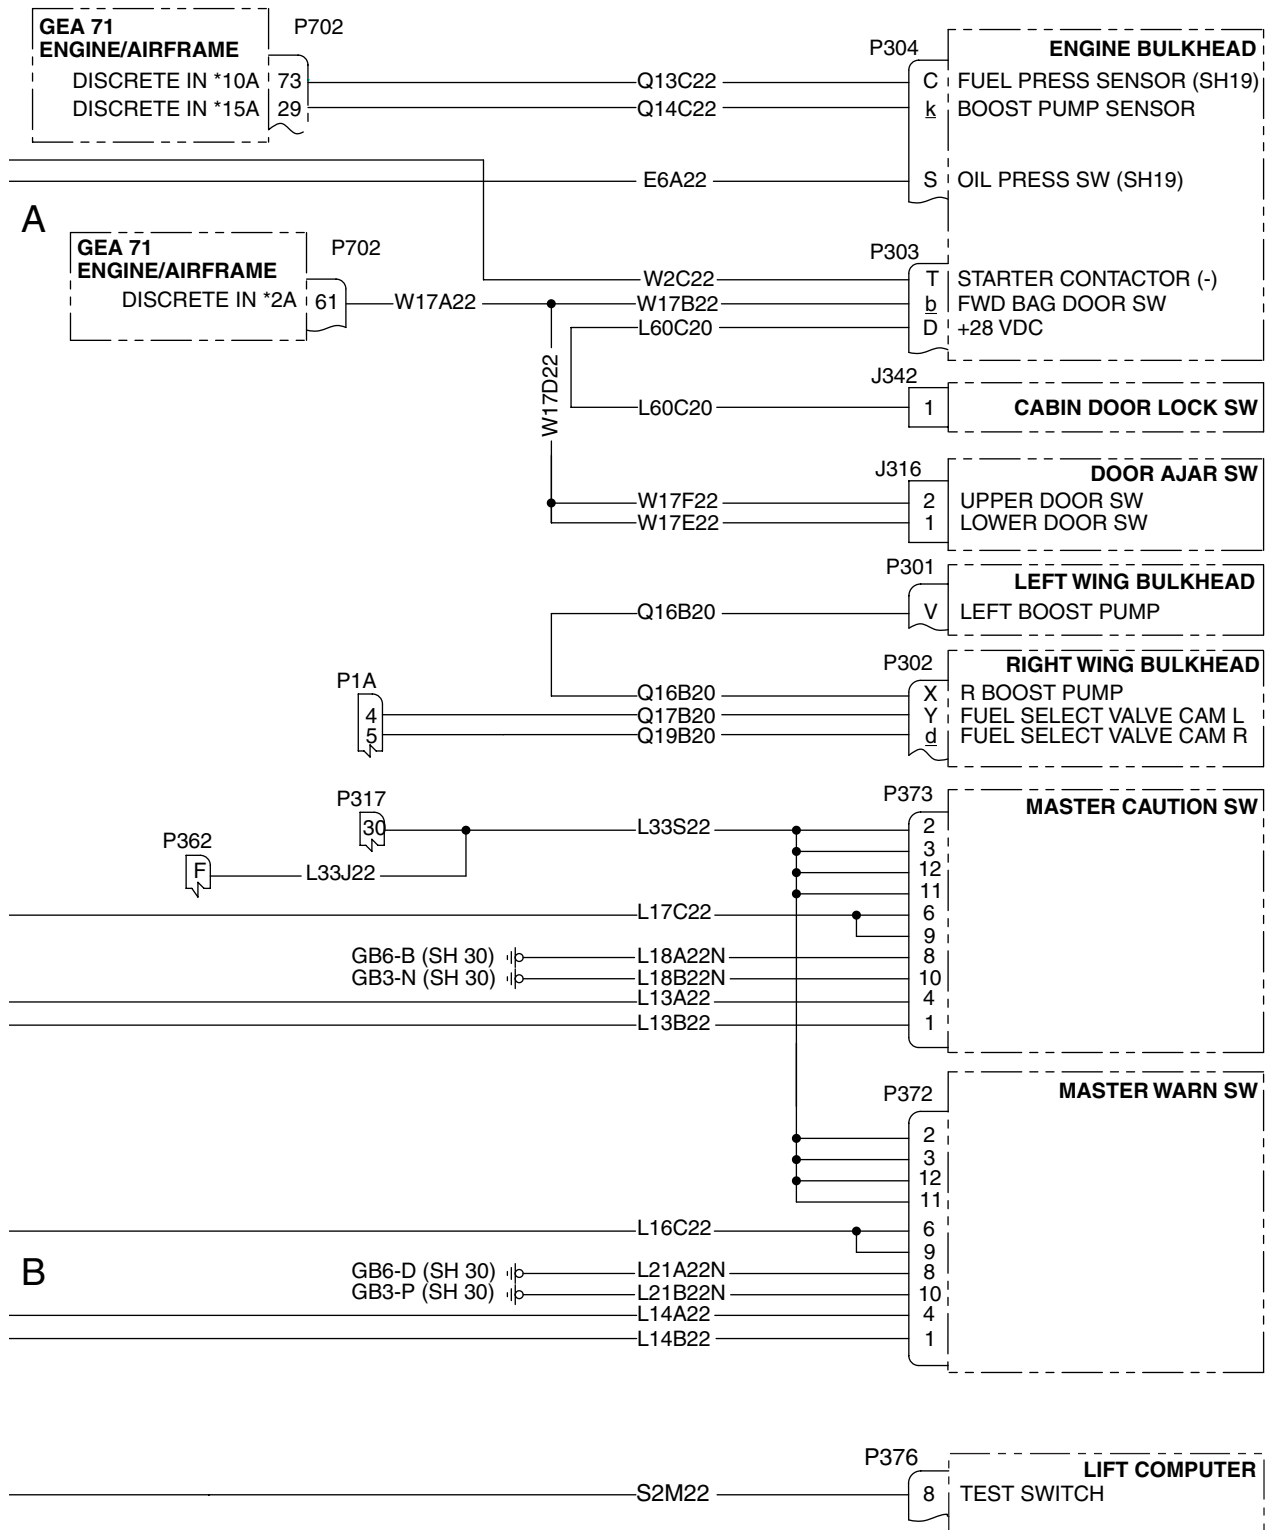 GEA 71 P702
ENGINE/AIRFRAME
DISCRETE IN *10A 73
DISCRETE IN *15A 29
P304 ENGINE BULKHEAD
Q13C22 C FUEL PRESS SENSOR (SH19)
Q14C22 k BOOST PUMP SENSOR
E6A22 S OIL PRESS SW (SH19)
A
GEA 71 P702
ENGINE/AIRFRAME
DISCRETE IN *2A 61 W17A22
P303
W2C22 T STARTER CONTACTOR (-)
W17B22 b FWD BAG DOOR SW
L60C20 D +28 VDC
W17D22
J342
L60C20 1 CABIN DOOR LOCK SW
J316 DOOR AJAR SW
W17F22 2 UPPER DOOR SW
W17E22 1 LOWER DOOR SW
P301 LEFT WING BULKHEAD
Q16B20 V LEFT BOOST PUMP
P302 RIGHT WING BULKHEAD
P1A
Q16B20 X R BOOST PUMP
4 Q17B20 Y FUEL SELECT VALVE CAM L
5 Q19B20 d FUEL SELECT VALVE CAM R
P373 MASTER CAUTION SW
P317
30 L33S22 2
P362
3
F L33J22 12
11
L17C22 6
9
GB6-B (SH 30) L18A22N 8
GB3-N (SH 30) L18B22N 10
L13A22 4
L13B22 1
P372 MASTER WARN SW
2
3
12
11
L16C22 6
9
B
GB6-D (SH 30) L21A22N 8
GB3-P (SH 30) L21B22N 10
L14A22 4
L14B22 1
P376 LIFT COMPUTER
S2M22 8 TEST SWITCH